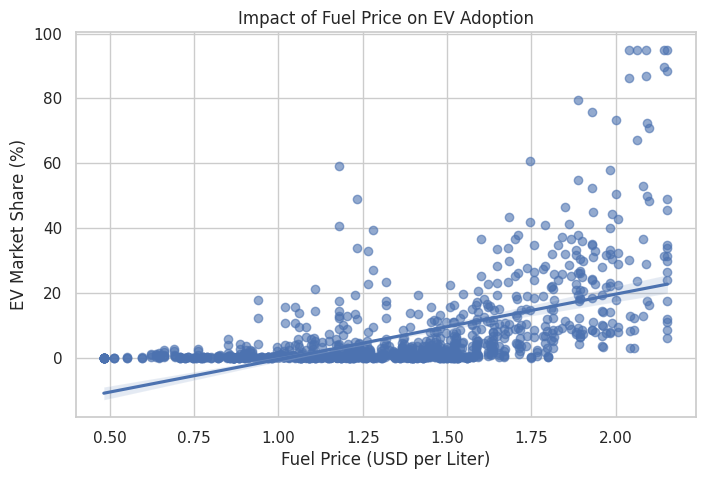 Impact of Fuel Price on EV Adoption
EV Market Share (%)
100
80
60
40
20
0
0.50 0.75 1.00 1.25 1.50 1.75 2.00
Fuel Price (USD per Liter)